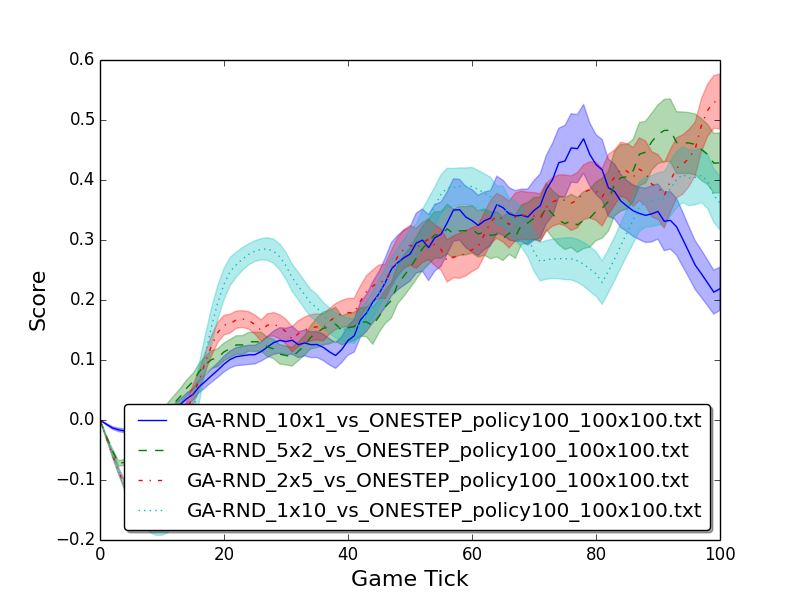 0.6
0.5
0.4
0.3
0.2
0.1
0.0
−0.1
−0.2
Score
GA-RND_10x1_vs_ONESTEP_policy100_100x100.txt
GA-RND_5x2_vs_ONESTEP_policy100_100x100.txt
GA-RND_2x5_vs_ONESTEP_policy100_100x100.txt
GA-RND_1x10_vs_ONESTEP_policy100_100x100.txt
0 20 40 60 80 100
Game Tick